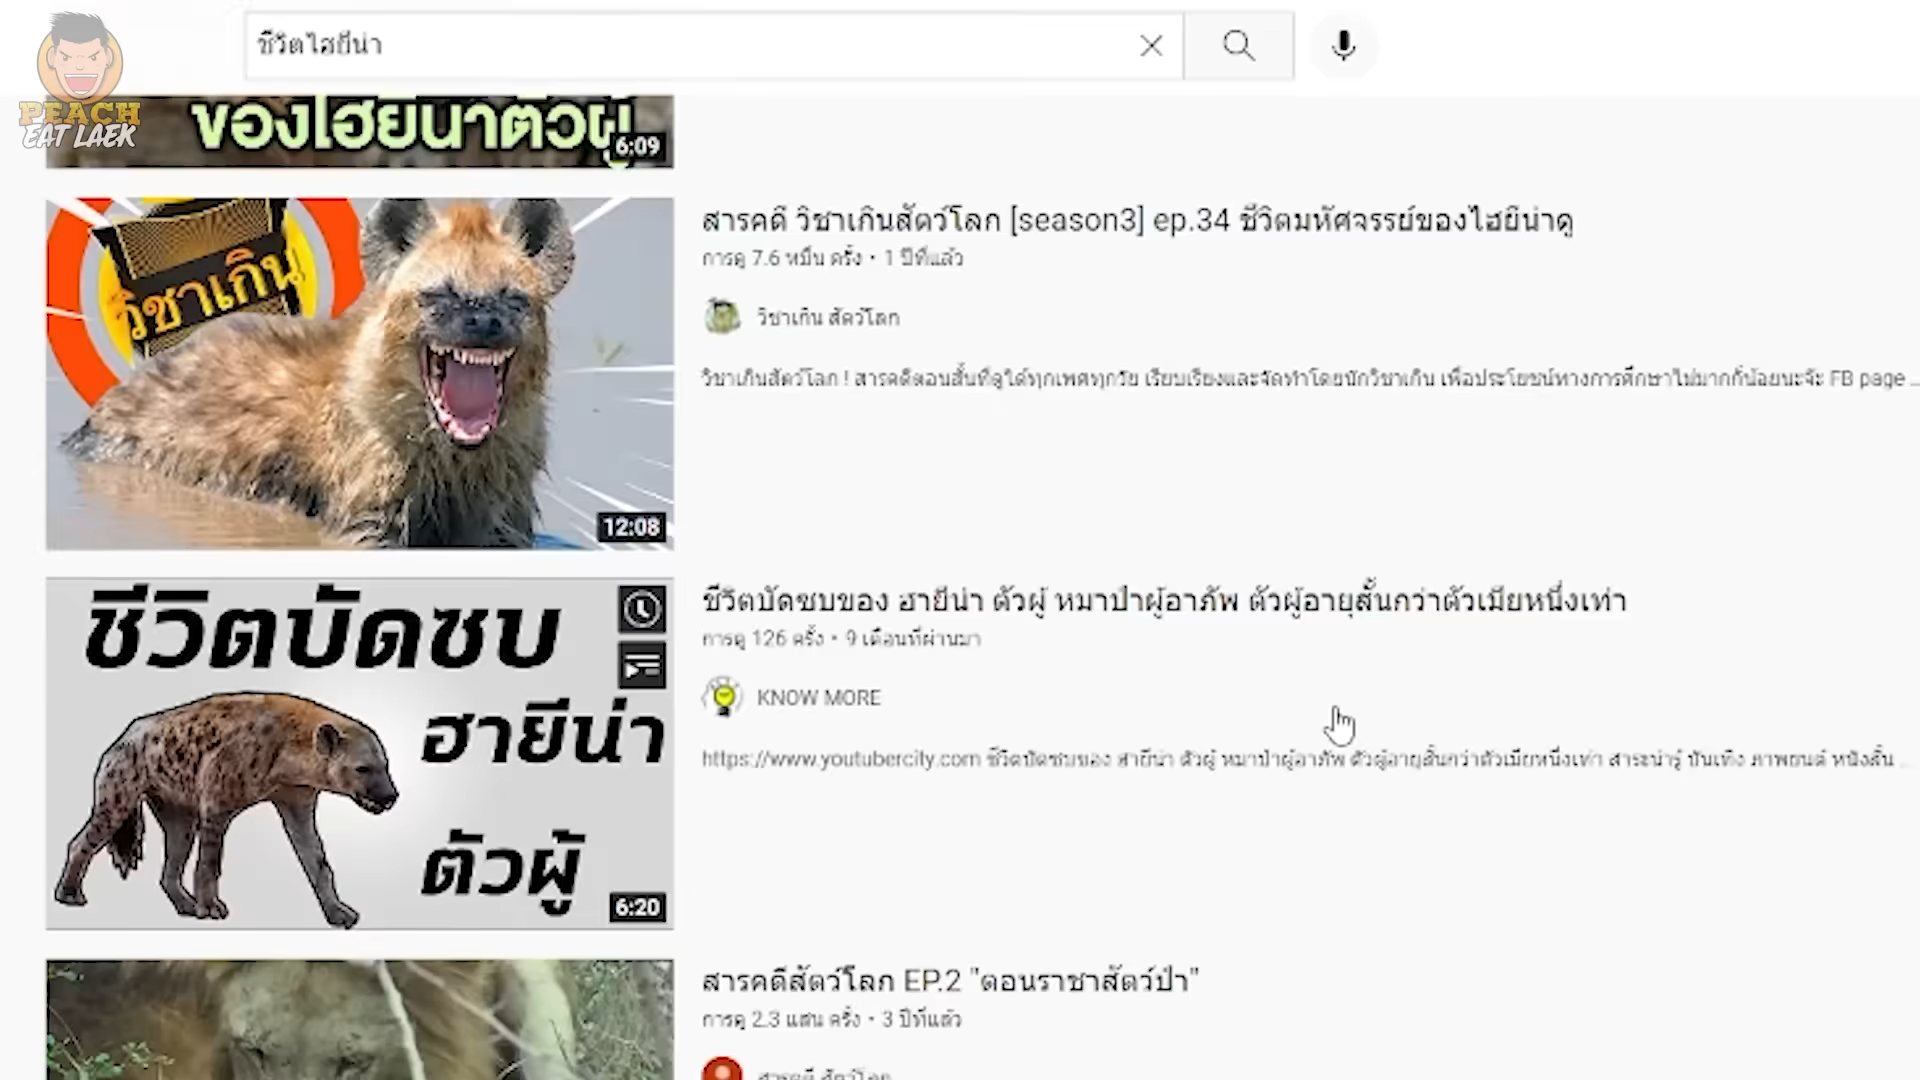 PEACH
EAT LAEK
ชีวิตไฮยีน่า
ของไฮยีนาตัวผู้
6:09
วิชาเกิน
12:08
สารคดี วิชาเกินสัตว์โลก [season3] ep.34 ชีวิตมหัศจรรย์ของไฮยีน่าดู
การดู 7.6 หมื่น ครั้ง • 1 ปีที่แล้ว
วิชาเกิน สัตว์โลก
วิชาเกินสัตว์โลก ! สารคดีตอนสั้นที่ดูได้ทุกเพศทุกวัย เรียบเรียงและจัดทำโดยนักวิชาเกิน เพื่อประโยชน์ทางการศึกษาไม่มากก็น้อยนะจ๊ะ FB page ...
ชีวิตบัดซบ
ฮายีน่า
ตัวผู้
6:20
ชีวิตบัดซบของ ฮายีน่า ตัวผู้ หมาป่าผู้อาภัพ ตัวผู้อายุสั้นกว่าตัวเมียหนึ่งเท่า
การดู 126 ครั้ง • 9 เดือนที่ผ่านมา
KNOW MORE
https://www.youtubercity.com ชีวิตบัดซบของ ฮายีน่า ตัวผู้ หมาป่าผู้อาภัพ ตัวผู้อายุสั้นกว่าตัวเมียหนึ่งเท่า สาระน่ารู้ บันเทิง ภาพยนต์ หนังสั้น ...
สารคดีสัตว์โลก EP.2 "ตอนราชาสัตว์ป่า"
การดู 2.3 แสน ครั้ง • 3 ปีที่แล้ว
สารคดี สัตว์โลก